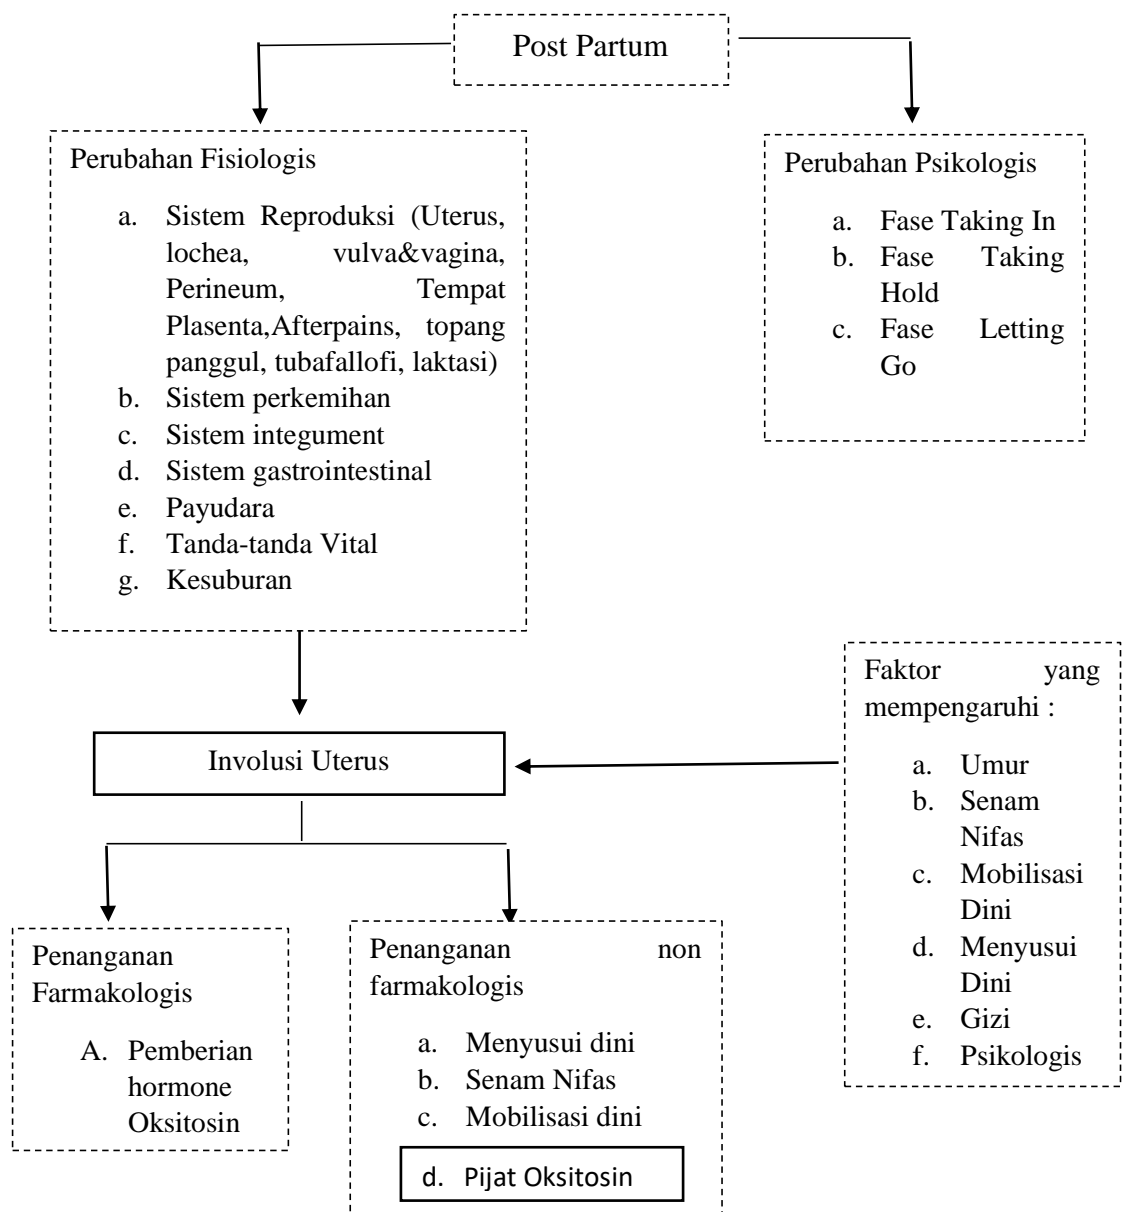 Post Partum
Perubahan Fisiologis
a. Sistem Reproduksi (Uterus,
lochea, vulva&vagina,
Perineum, Tempat
Plasenta,Afterpains, topang
panggul, tubafallofi, laktasi)
b. Sistem perkemihan
c. Sistem integument
d. Sistem gastrointestinal
e. Payudara
f. Tanda-tanda Vital
g. Kesuburan
Perubahan Psikologis
a. Fase Taking In
b. Fase Taking
Hold
c. Fase Letting
Go
Involusi Uterus
Faktor yang
mempengaruhi :
a. Umur
b. Senam
Nifas
c. Mobilisasi
Dini
d. Menyusui
Dini
e. Gizi
f. Psikologis
Penanganan
Farmakologis
A. Pemberian
hormone
Oksitosin
Penanganan non
farmakologis
a. Menyusui dini
b. Senam Nifas
c. Mobilisasi dini
d. Pijat Oksitosin